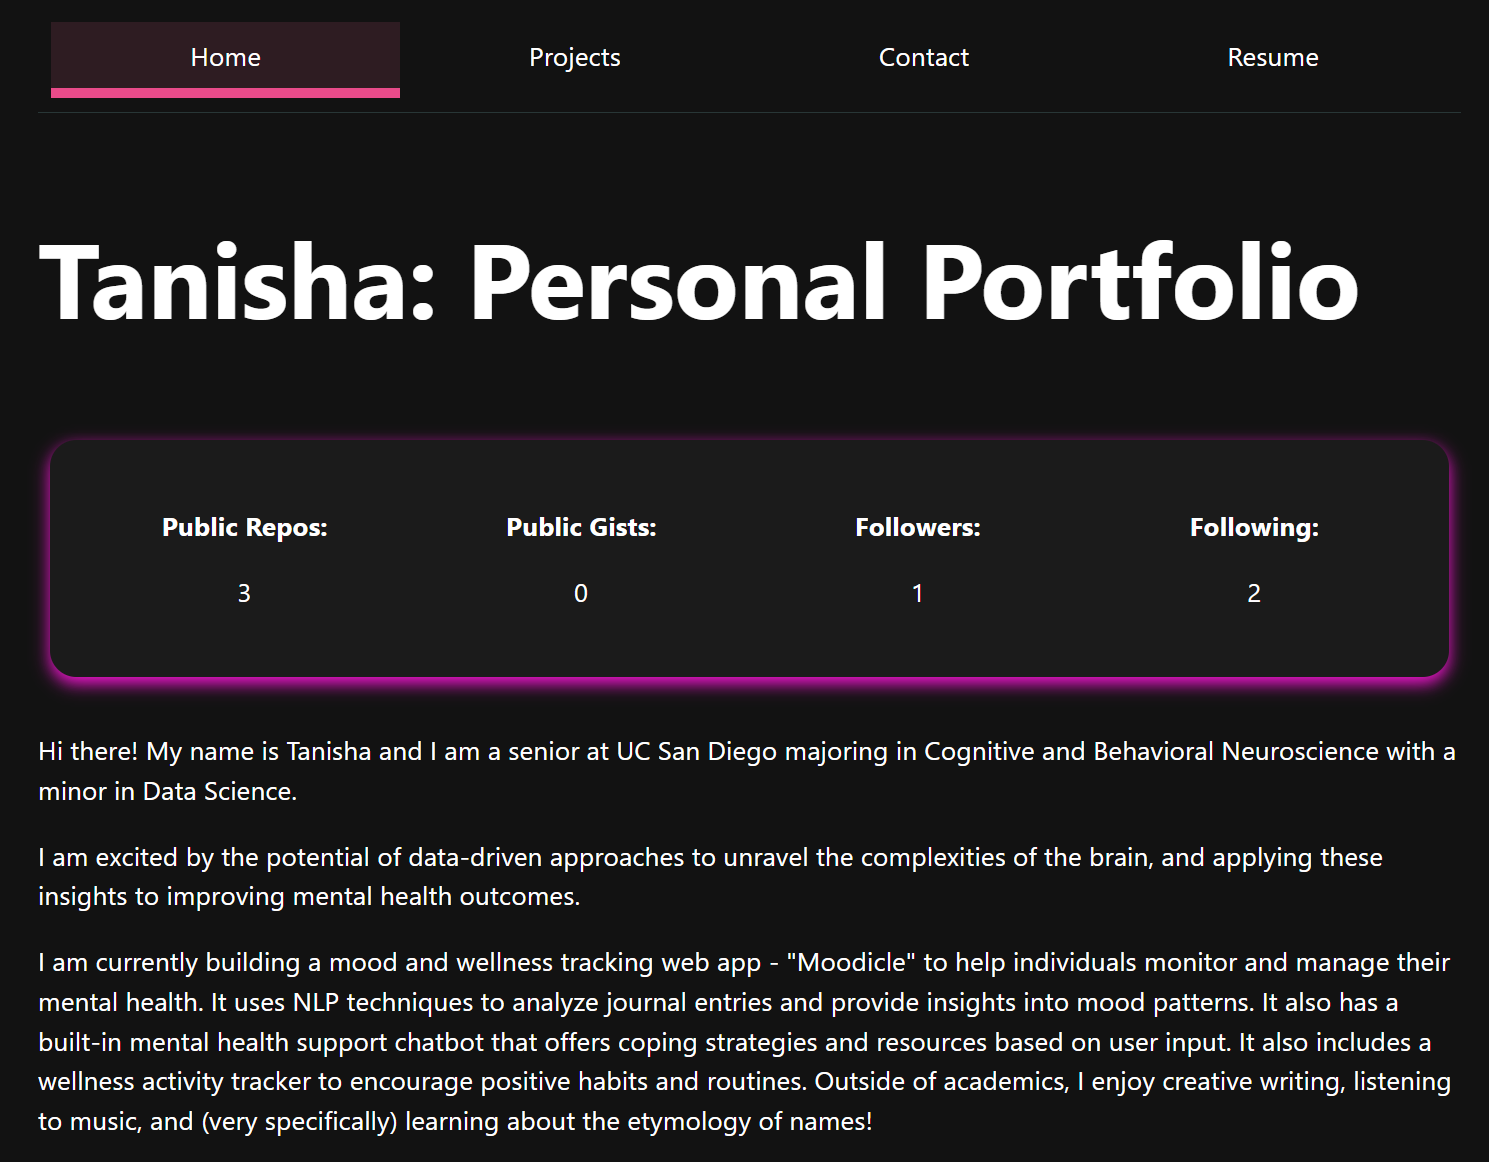 Home Projects Contact Resume
Tanisha: Personal Portfolio
Public Repos: Public Gists: Followers: Following:
3 0 1 2
Hi there! My name is Tanisha and I am a senior at UC San Diego majoring in Cognitive and Behavioral Neuroscience with a
minor in Data Science.
I am excited by the potential of data-driven approaches to unravel the complexities of the brain, and applying these
insights to improving mental health outcomes.
I am currently building a mood and wellness tracking web app - "Moodicle" to help individuals monitor and manage their
mental health. It uses NLP techniques to analyze journal entries and provide insights into mood patterns. It also has a
built-in mental health support chatbot that offers coping strategies and resources based on user input. It also includes a
wellness activity tracker to encourage positive habits and routines. Outside of academics, I enjoy creative writing, listening
to music, and (very specifically) learning about the etymology of names!